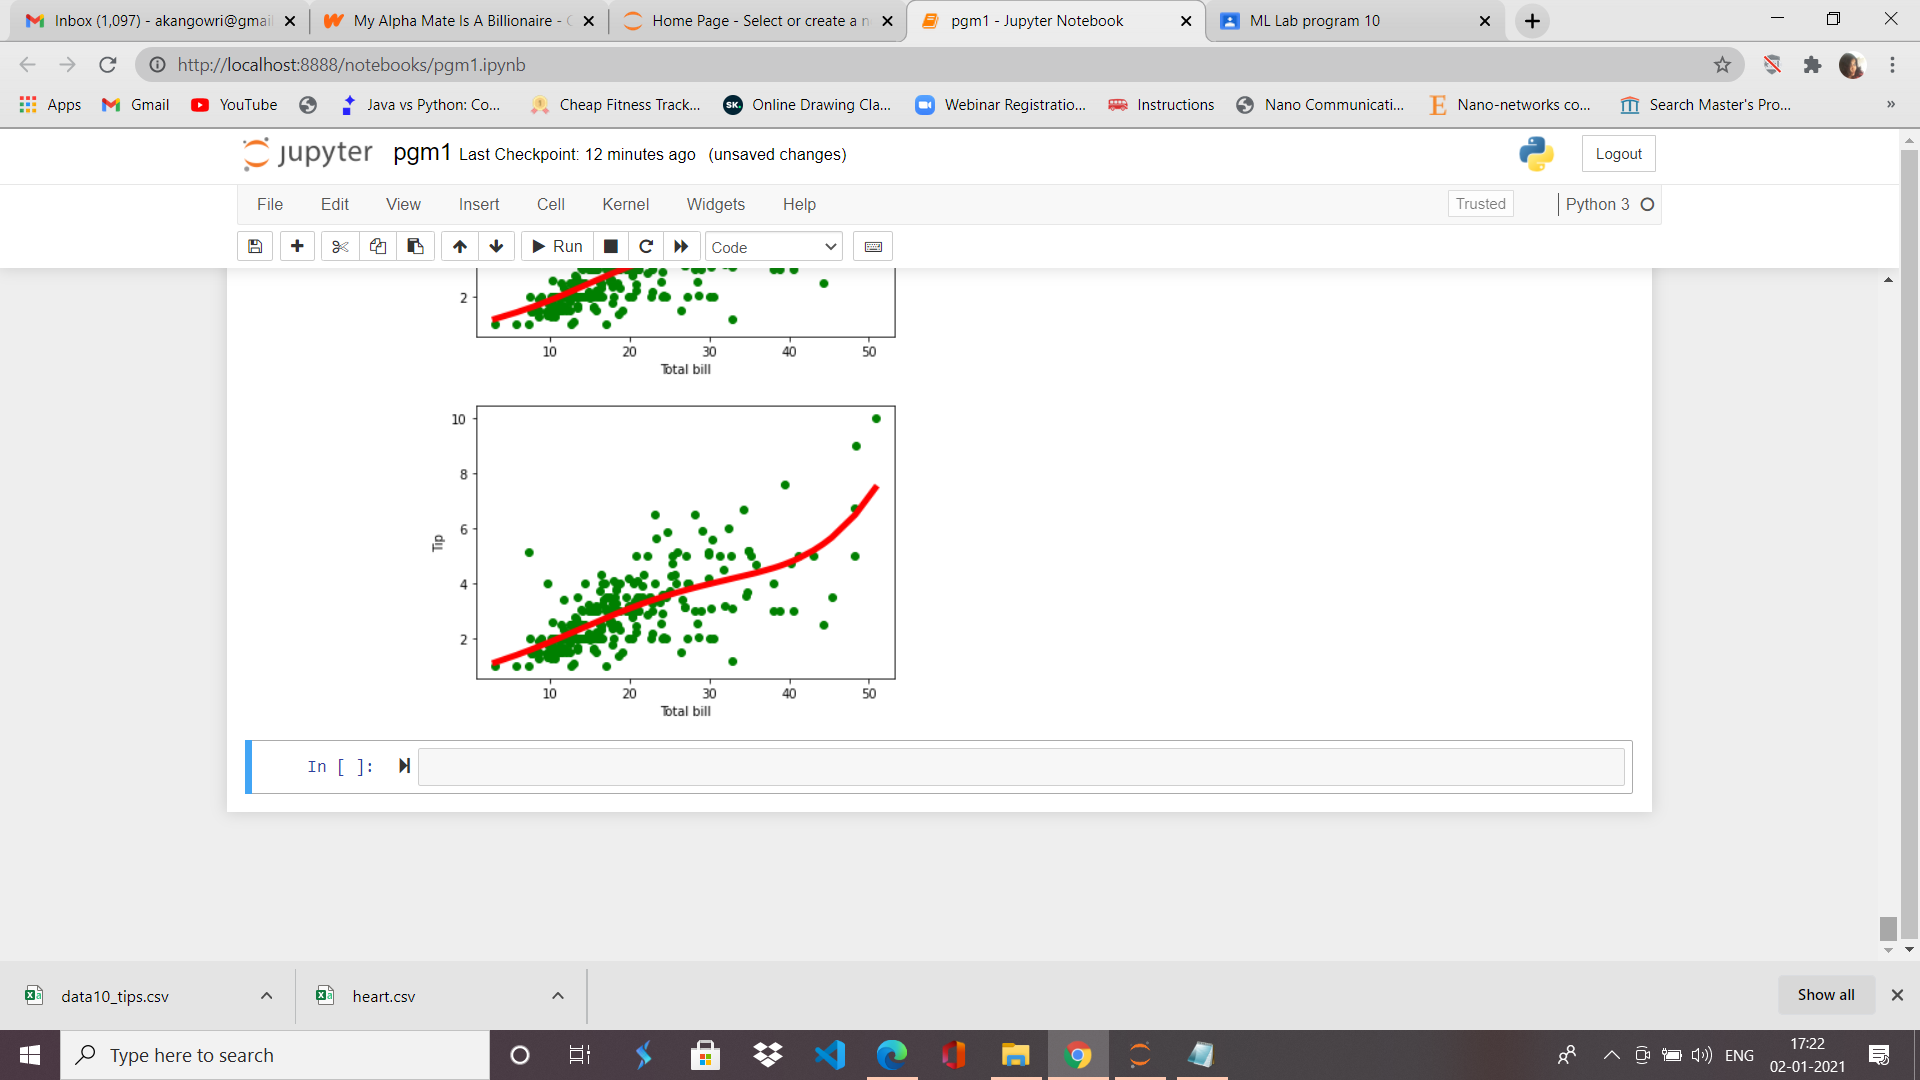 Inbox (1,097) - akangowri@gmai
My Alpha Mate Is A Billionaire -
Home Page - Select or create a n
pgm1 - Jupyter Notebook
ML Lab program 10
http://localhost:8888/notebooks/pgm1.ipynb
Apps
Gmail
YouTube
Java vs Python: Co...
Cheap Fitness Track...
SK.
Online Drawing Cla...
Webinar Registratio...
Instructions
Nano Communicati...
E
Nano-networks co...
Search Master's Pro...
»
jupyter pgm1 Last Checkpoint: 12 minutes ago (unsaved changes)
Logout
File Edit View Insert Cell Kernel Widgets Help
Trusted
Python 3
Run
Code
2
10 20 30 40 50
Total bill
10
8
6
4
2
Tip
10 20 30 40 50
Total bill
In [ ]:
data10_tips.csv
heart.csv
Show all
Type here to search
ENG
17:22
02-01-2021